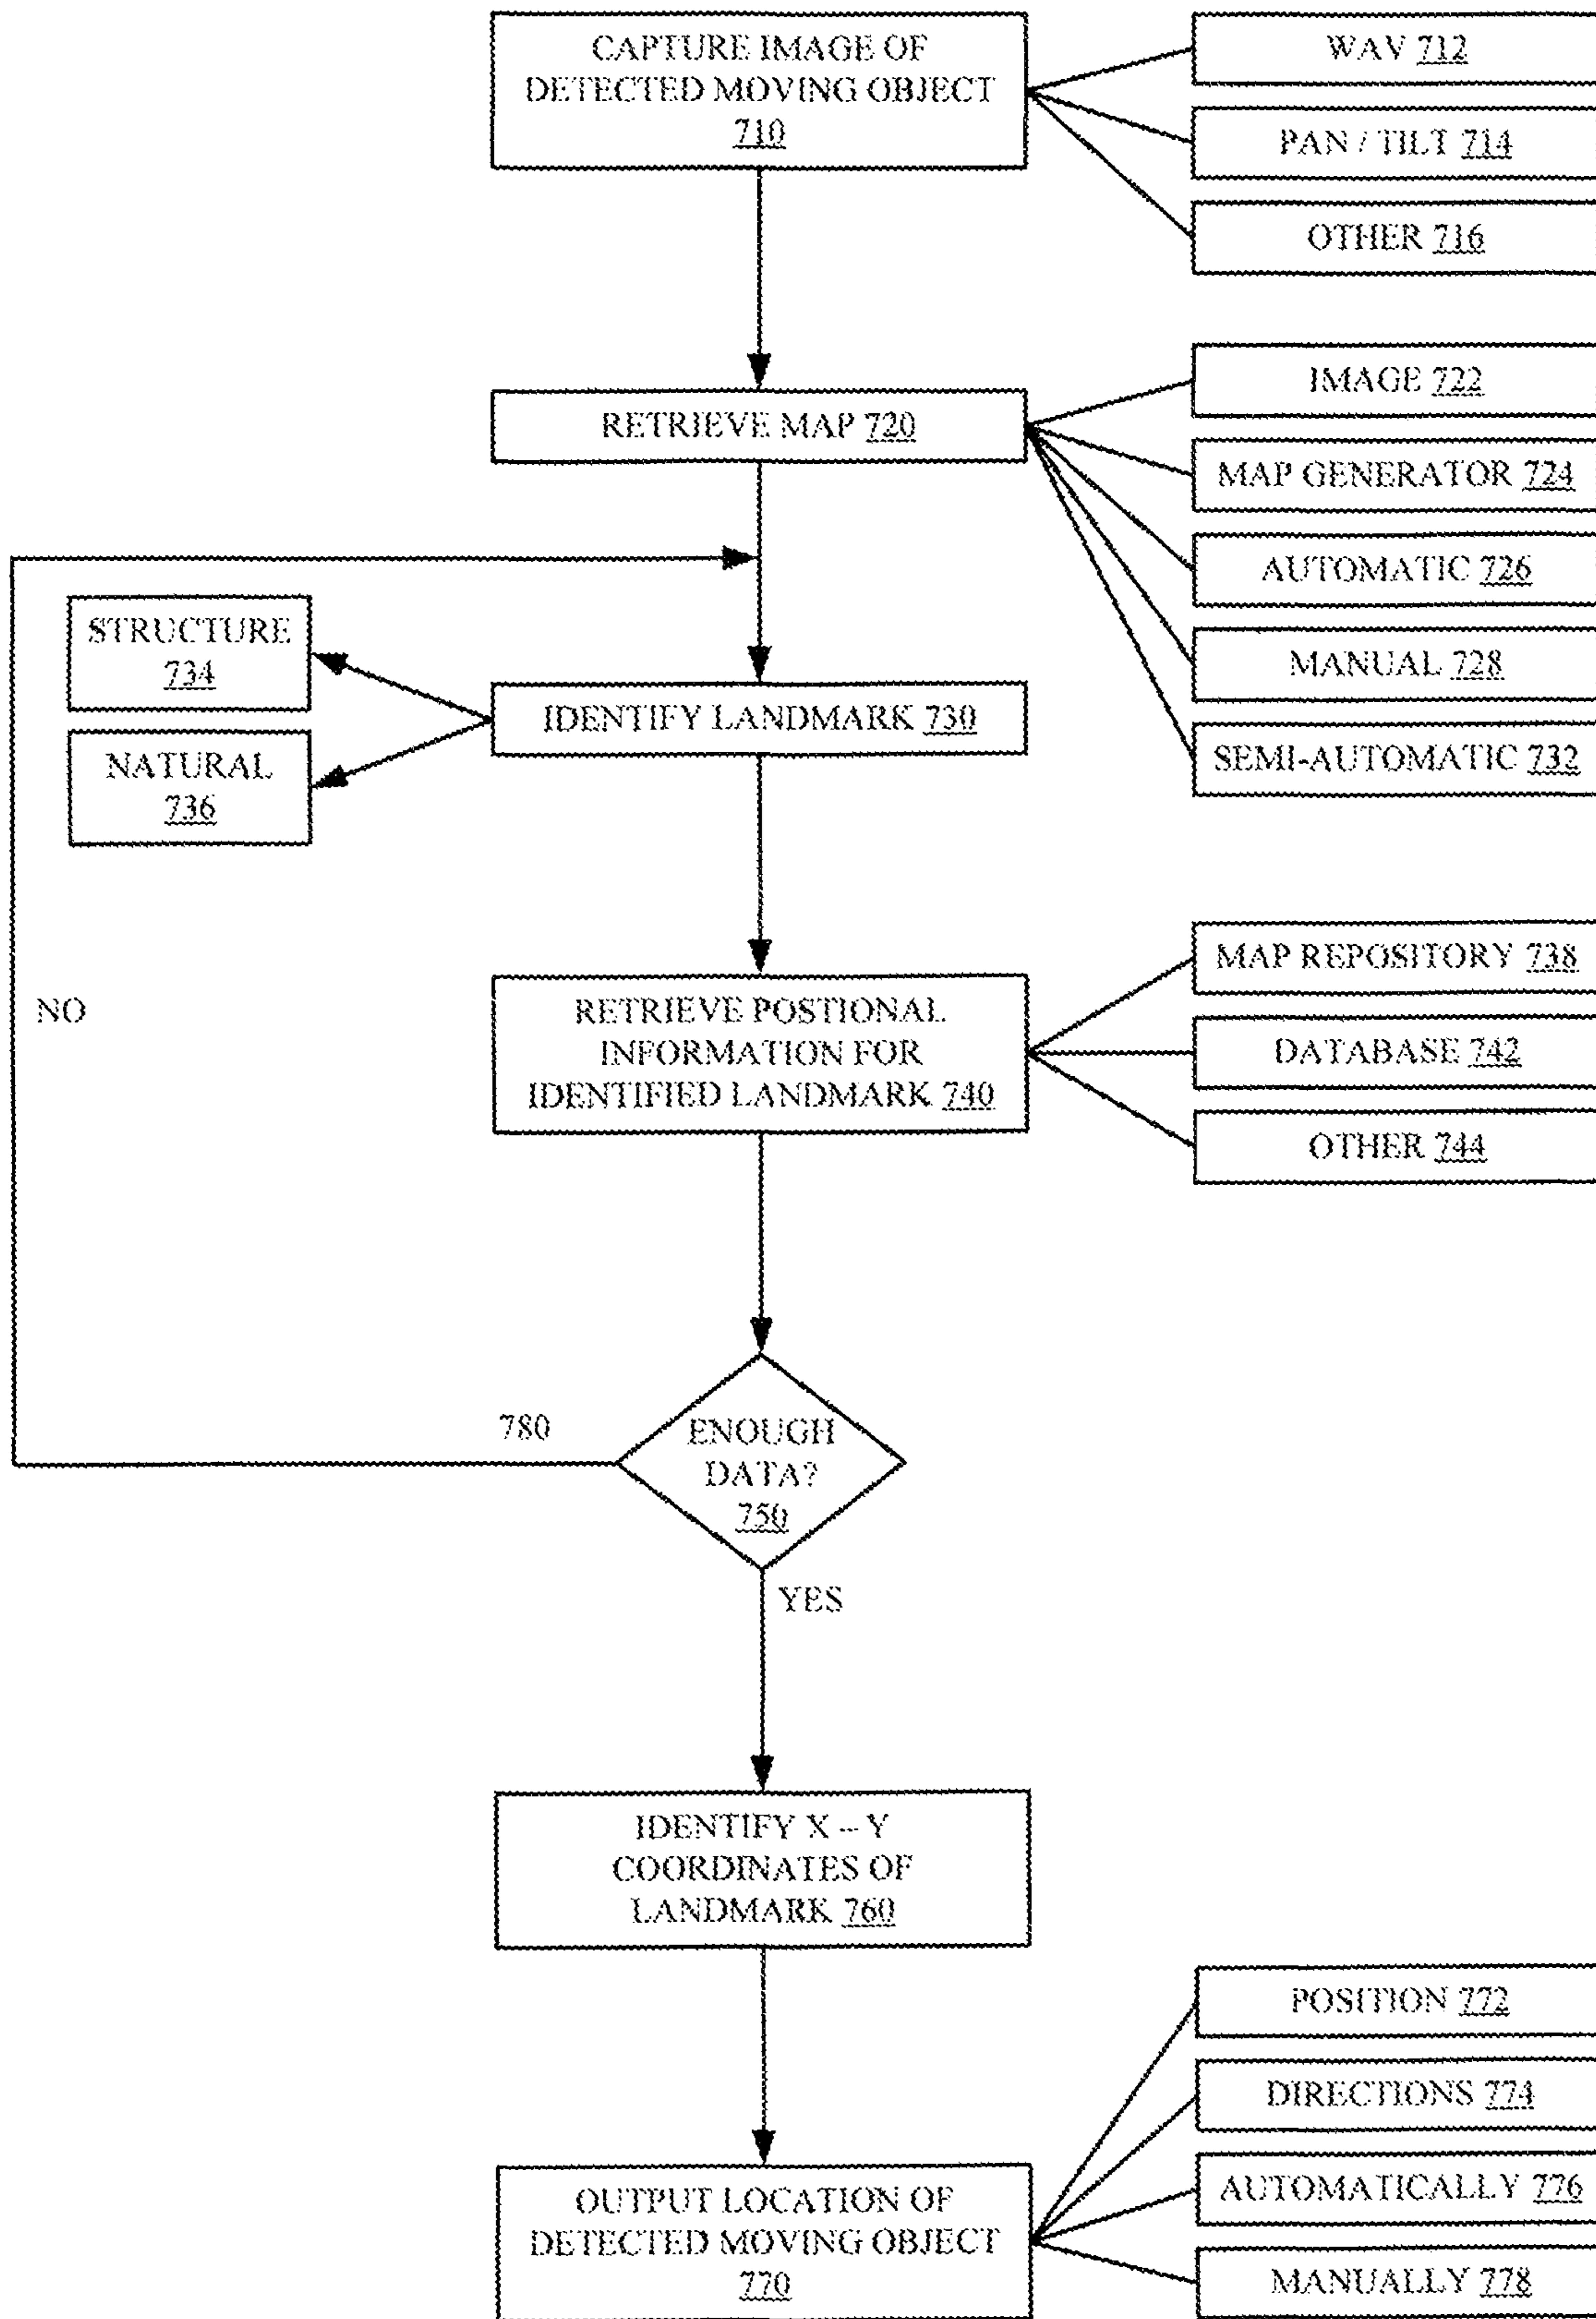 CAPTURE IMAGE OF
DETECTED MOVING OBJECT
710
WAV 712
PAN / TILT 714
OTHER 716
RETRIEVE MAP 720
IMAGE 722
MAP GENERATOR 724
AUTOMATIC 726
MANUAL 728
SEMI-AUTOMATIC 732
STRUCTURE
734
NATURAL
736
IDENTIFY LANDMARK 730
RETRIEVE POSTIONAL
INFORMATION FOR
IDENTIFIED LANDMARK 740
MAP REPOSITORY 738
DATABASE 742
OTHER 744
NO
780
ENOUGH
DATA?
750
YES
IDENTIFY X – Y
COORDINATES OF
LANDMARK 760
OUTPUT LOCATION OF
DETECTED MOVING OBJECT
770
POSITION 772
DIRECTIONS 774
AUTOMATICALLY 776
MANUALLY 778